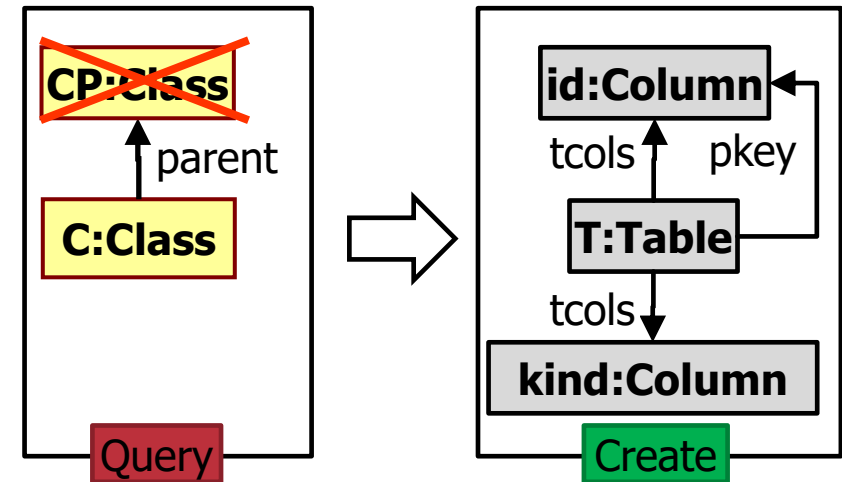 CP:Class
parent
C:Class
Query
id:Column
tcols
pkey
T:Table
tcols
kind:Column
Create